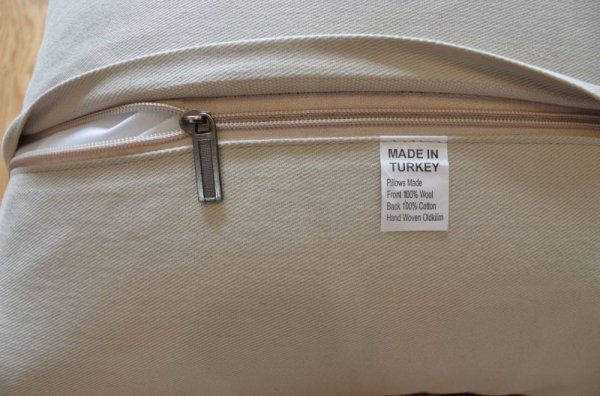 MADE IN
TURKEY
Pillows Made
Front 100% Wool
Back 100% Cotton
Hand Woven Oldkilim